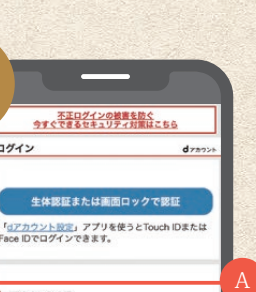 不正ログインの被害を防ぐ
今すぐできるセキュリティ対策はこちら
ログイン
dアカウント
生体認証または画面ロックで認証
「dアカウント設定」アプリを使うとTouch IDまたは
Face IDでログインできます。
A